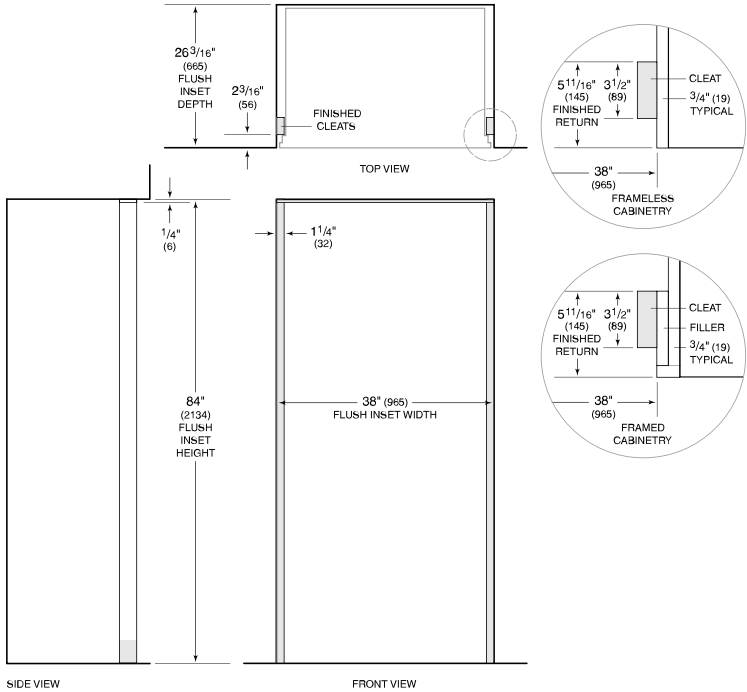 26 3/16"
(665)
FLUSH
INSET
DEPTH
2 3/16"
(56)
FINISHED
CLEATS
TOP VIEW
5 11/16"
(145)
FINISHED
RETURN
3 1/2"
(89)
CLEAT
3/4" (19)
TYPICAL
38"
(965)
FRAMELESS
CABINETRY
1/4"
(6)
1 1/4"
(32)
5 11/16"
(145)
FINISHED
RETURN
3 1/2"
(89)
CLEAT
FILLER
3/4" (19)
TYPICAL
38"
(965)
FRAMED
CABINETRY
84"
(2134)
FLUSH
INSET
HEIGHT
38" (965)
FLUSH INSET WIDTH
SIDE VIEW
FRONT VIEW